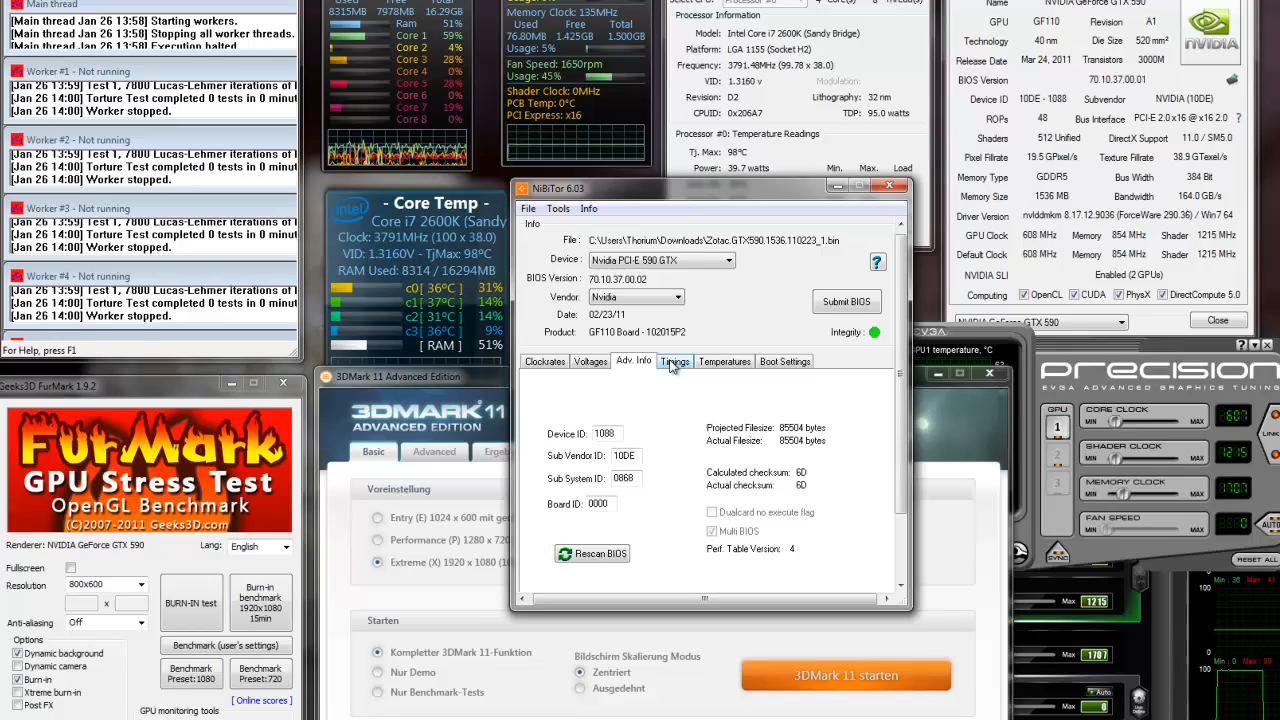 Main thread
[Main thread Jan 26 13:58] Starting workers.
[Main thread Jan 26 13:58] Stopping all worker threads.
[Main thread Jan 26 13:58] Execution halted.
Worker #1 - Not running
[Jan 26 13:59] Test 1, 7800 Lucas-Lehmer iterations of
[Jan 26 14:00] Torture Test completed 0 tests in 0 minut
[Jan 26 14:00] Worker stopped.
Worker #2 - Not running
[Jan 26 13:59] Test 1, 7800 Lucas-Lehmer iterations of
[Jan 26 14:00] Torture Test completed 0 tests in 0 minut
[Jan 26 14:00] Worker stopped.
Worker #3 - Not running
[Jan 26 13:59] Test 1, 7800 Lucas-Lehmer iterations of
[Jan 26 14:00] Torture Test completed 0 tests in 0 minut
[Jan 26 14:00] Worker stopped.
Worker #4 - Not running
[Jan 26 13:59] Test 1, 7800 Lucas-Lehmer iterations of
[Jan 26 14:00] Torture Test completed 0 tests in 0 minut
[Jan 26 14:00] Worker stopped.
For Help, press F1
8315MB 7978MB 16.29GB
Ram 51%
Core 1 59%
Core 2 4%
Core 3 28%
Core 4 0%
Core 5 28%
Core 6 0%
Core 7 19%
Core 8 0%
Memory Clock: 135MHz
Used Free Total
76.80MB 1.425GB 1.500GB
Usage: 5%
Fan Speed: 1650rpm
Usage: 45%
Shader Clock: 0MHz
PCB Temp: 0°C
PCI Express: x16
Processor Information
Model: Intel Core i7 2600K (Sandy Bridge)
Platform: LGA 1155 (Socket H2)
Frequency: 3791.48MHz (99.78 x 38.0)
VID: 1.3160 v Modulation:
Revision: D2 Lithography: 32 nm
CPUID: 0x206A7 TDP: 95.0 watts
Processor #0: Temperature Readings
Tj. Max: 98°C
Power: 39.7 watts Min. Max. Load
Name NVIDIA GeForce GTX 590
GPU GF110 Revision A1
Technology 40 nm Die Size 520 mm²
Release Date Mar 24, 2011 Transistors 3000M
BIOS Version 70.10.37.00.01
Device ID 10DE - 1088 Subvendor NVIDIA (10DE)
ROPs 48 Bus Interface PCI-E 2.0 x16 @ x16 2.0 ?
Shaders 512 Unified DirectX Support 11.0 / SM5.0
Pixel Fillrate 19.5 GPixel/s Texture Fillrate 38.9 GTexel/s
Memory Type GDDR5 Bus Width 384 Bit
Memory Size 1536 MB Bandwidth 164.0 GB/s
Driver Version nvlddmkm 8.17.12.9036 (ForceWare 290.36) / Win7 64
GPU Clock 608 MHz Memory 854 MHz Shader 1215 MHz
Default Clock 608 MHz Memory 854 MHz Shader 1215 MHz
NVIDIA SLI Enabled (2 GPUs)
Computing OpenCL CUDA PhysX DirectCompute 5.0
NVIDIA GeForce GTX 590 Close
NVIDIA
intel
- Core Temp -
Core i7 2600K (Sandy
Clock: 3791MHz (100 x 38.0)
VID: 1.3160v - TjMax: 98°C
RAM Used: 8314 / 16294MB
c0[ 36°C ] 31%
c1[ 37°C ] 14%
c2[ 31°C ] 14%
c3[ 36°C ] 9%
[ RAM ] 51%
NiBiTor 6.03
File Tools Info
Info
File : C:\Users\Thorium\Downloads\Zotac.GTX590.1536.110223_1.bin
Device : Nvidia PCI-E 590 GTX
BIOS Version : 70.10.37.00.02
Vendor: Nvidia
Submit BIOS
Date: 02/23/11
Product: GF110 Board - 102015P2 Integrity :
Clockrates Voltages Adv. Info Timings Temperatures Boot Settings
Device ID: 1088
Sub Vendor ID: 10DE
Sub System ID: 0868
Board ID: 0000
Rescan BIOS
Projected Filesize: 85504 bytes
Actual Filesize: 85504 bytes
Calculated checksum: 6D
Actual checksum: 6D
Dualcard no execute flag
Multi BIOS
Perf. Table Version: 4
Geeks3D FurMark 1.9.2
FurMark
GPU Stress Test
OpenGL Benchmark
(C)2007-2011 Geeks3D.com
Renderer: NVIDIA GeForce GTX 590 Lang: English
Fullscreen
Resolution 800x600
x
Anti-aliasing: Off
Options
Dynamic background
Dynamic camera
Burn-in
Xtreme burn-in
Post FX
BURN-IN test
Burn-in benchmark 1920x1080 15min
Benchmark (user's settings)
Benchmark Preset:1080
Benchmark Preset:720
[ Online scores ]
GPU monitoring tools
3DMark 11 Advanced Edition
3DMARK 11
ADVANCED EDITION
Basic Advanced Ergeb
Voreinstellung
Entry (E) 1024 x 600 mit ge
Performance (P) 1280 x 720
Extreme (X) 1920 x 1080 (10
Starten
Kompletter 3DMark 11-Funktion
Nur Demo
Nur Benchmark-Tests
Bildschirm Skalierung Modus
Zentriert
Ausgedehnt
3DMark 11 starten
EVGA
GPU1 temperature, °C
PRECISION
EVGA ADVANCED GRAPHICS TUNING
GPU
1
2
3
CORE CLOCK
MIN MAX
607
SHADER CLOCK
MIN MAX
1215
LINK
MEMORY CLOCK
MIN MAX
1707
FAN SPEED
MIN MAX
AUTO
SYNC
RESET ALL
Max 1215
Max 1707
Auto
Max 0
100
100